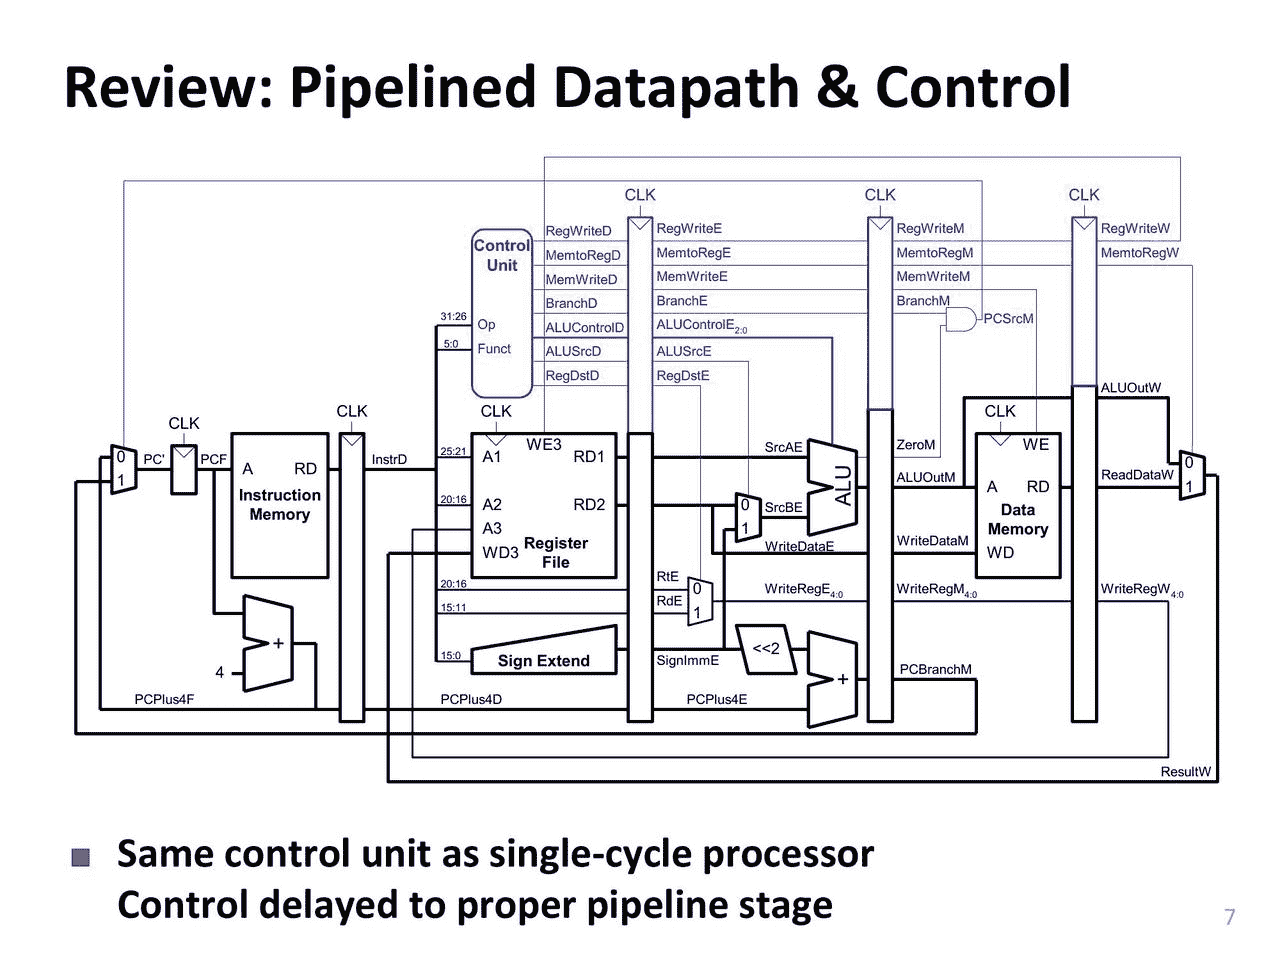 Review: Pipelined Datapath & Control
CLK CLK CLK
Control Unit
RegWriteD RegWriteE RegWriteM RegWriteW
MemtoRegD MemtoRegE MemtoRegM MemtoRegW
MemWriteD MemWriteE MemWriteM
BranchD BranchE BranchM
31:26 Op ALUControlD ALUControlE2:0 PCSrcM
5:0 Funct ALUSrcD ALUSrcE
RegDstD RegDstE
ALUOutW
CLK CLK CLK CLK
WE3 ZeroM WE
0 PC' PCF A RD InstrD 25:21 A1 RD1 SrcAE 0
1 Instruction Memory ALU ALUOutM A RD ReadDataW 1
20:16 A2 RD2 0 SrcBE Data Memory
A3 1
WD3 Register File WriteDataE WriteDataM WD
20:16 RtE 0 WriteRegE4:0 WriteRegM4:0 WriteRegW4:0
15:11 RdE 1
+ <<2
4 15:0 Sign Extend SignImmE + PCBranchM
PCPlus4F PCPlus4D PCPlus4E
ResultW
Same control unit as single-cycle processor
Control delayed to proper pipeline stage
7